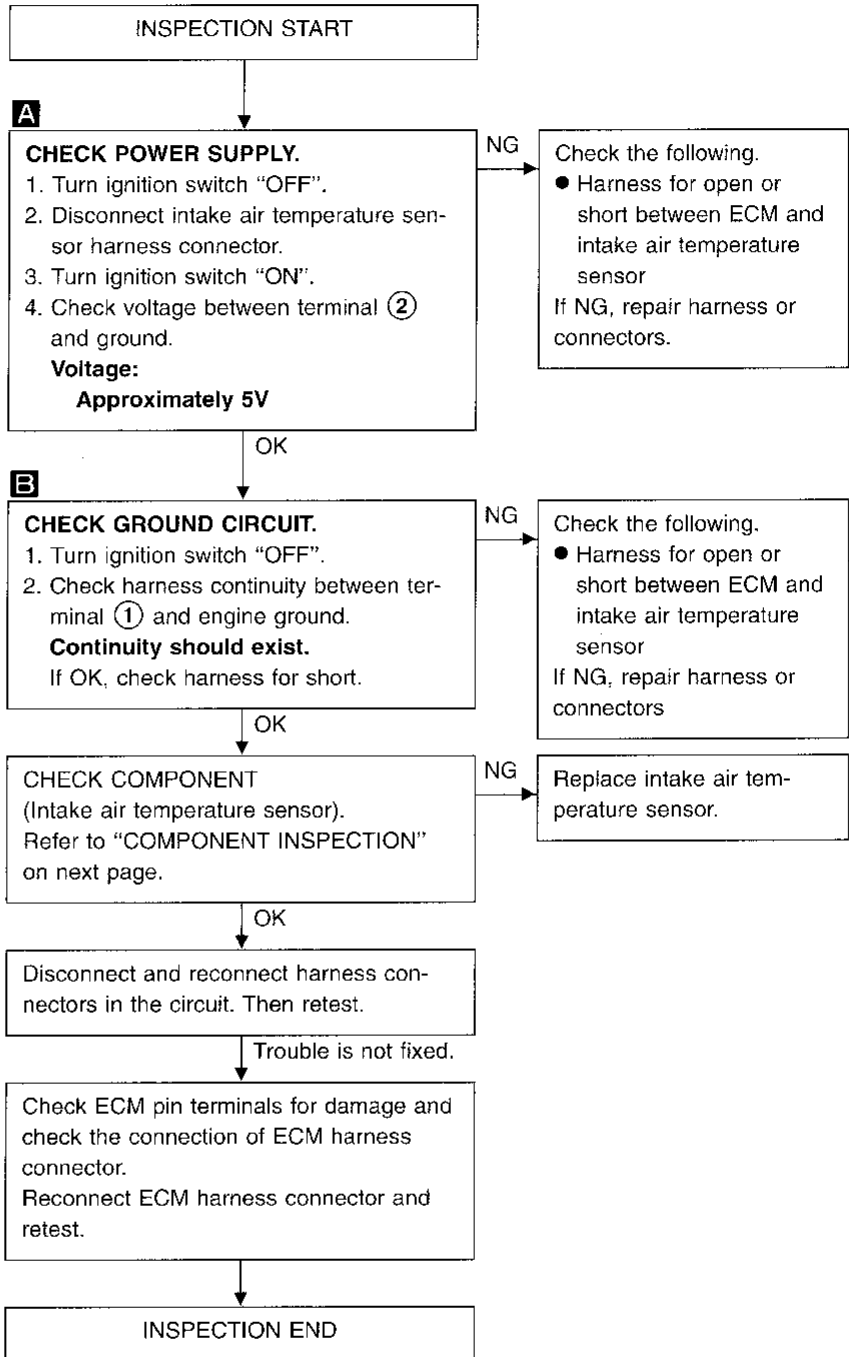 INSPECTION START
A
CHECK POWER SUPPLY.
1. Turn ignition switch “OFF”.
2. Disconnect intake air temperature sen-
sor harness connector.
3. Turn ignition switch “ON”.
4. Check voltage between terminal ②
and ground.
Voltage:
Approximately 5V
NG
Check the following.
● Harness for open or
short between ECM and
intake air temperature
sensor
If NG, repair harness or
connectors.
OK
B
CHECK GROUND CIRCUIT.
1. Turn ignition switch “OFF”.
2. Check harness continuity between ter-
minal ① and engine ground.
Continuity should exist.
If OK, check harness for short.
NG
Check the following.
● Harness for open or
short between ECM and
intake air temperature
sensor
If NG, repair harness or
connectors
OK
CHECK COMPONENT
(Intake air temperature sensor).
Refer to “COMPONENT INSPECTION”
on next page.
NG
Replace intake air tem-
perature sensor.
OK
Disconnect and reconnect harness con-
nectors in the circuit. Then retest.
Trouble is not fixed.
Check ECM pin terminals for damage and
check the connection of ECM harness
connector.
Reconnect ECM harness connector and
retest.
INSPECTION END